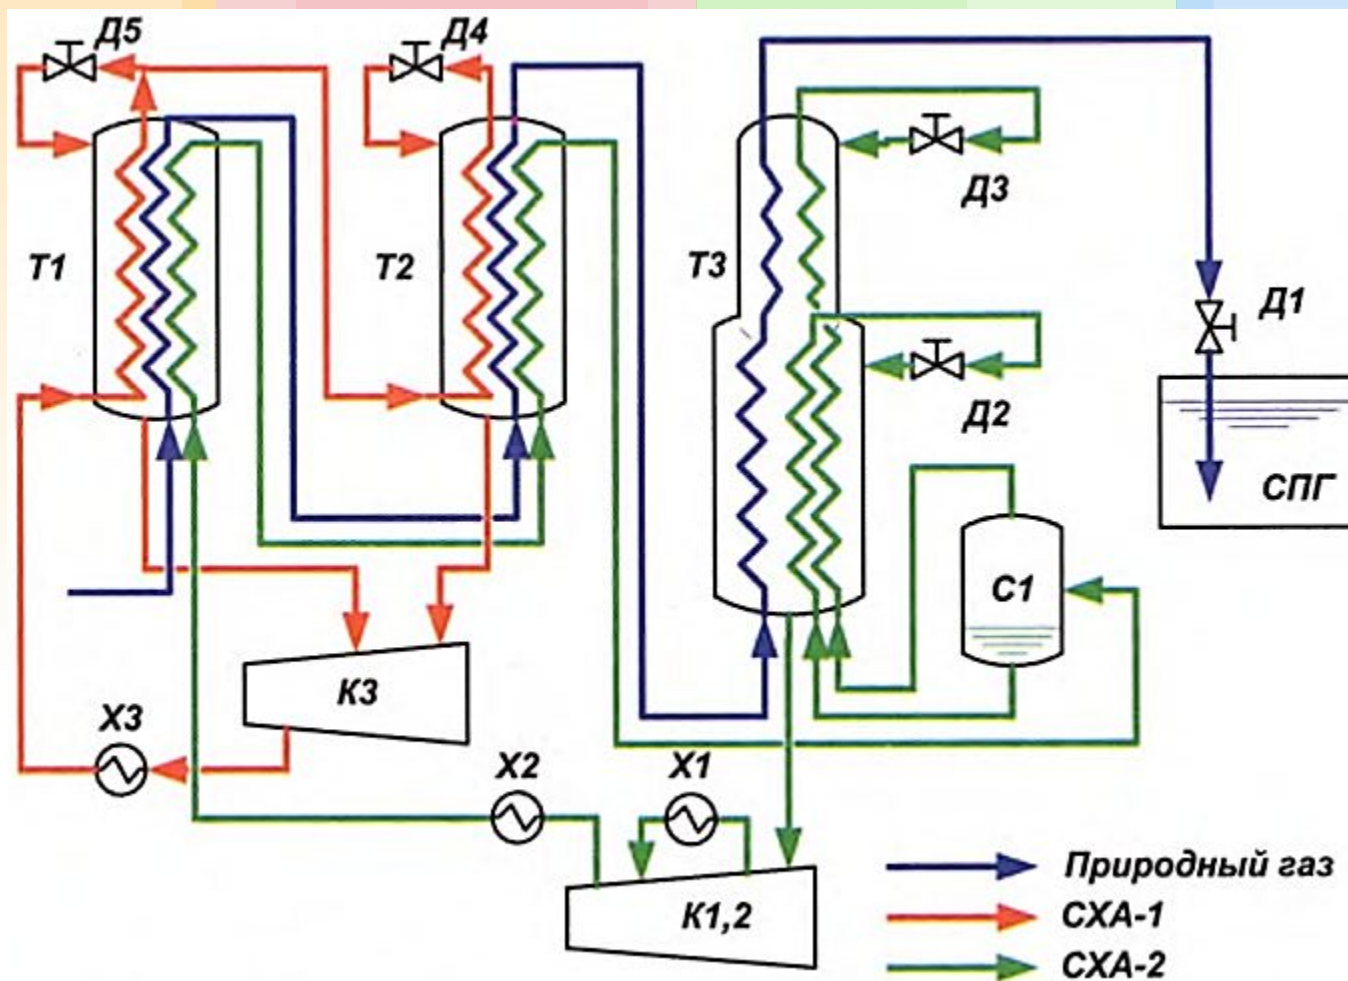 Д5
Д4
Д3
Т1
Т2
Т3
Д1
Д2
СПГ
С1
К3
Х3
Х2
Х1
К1,2
Природный газ
СХА-1
СХА-2